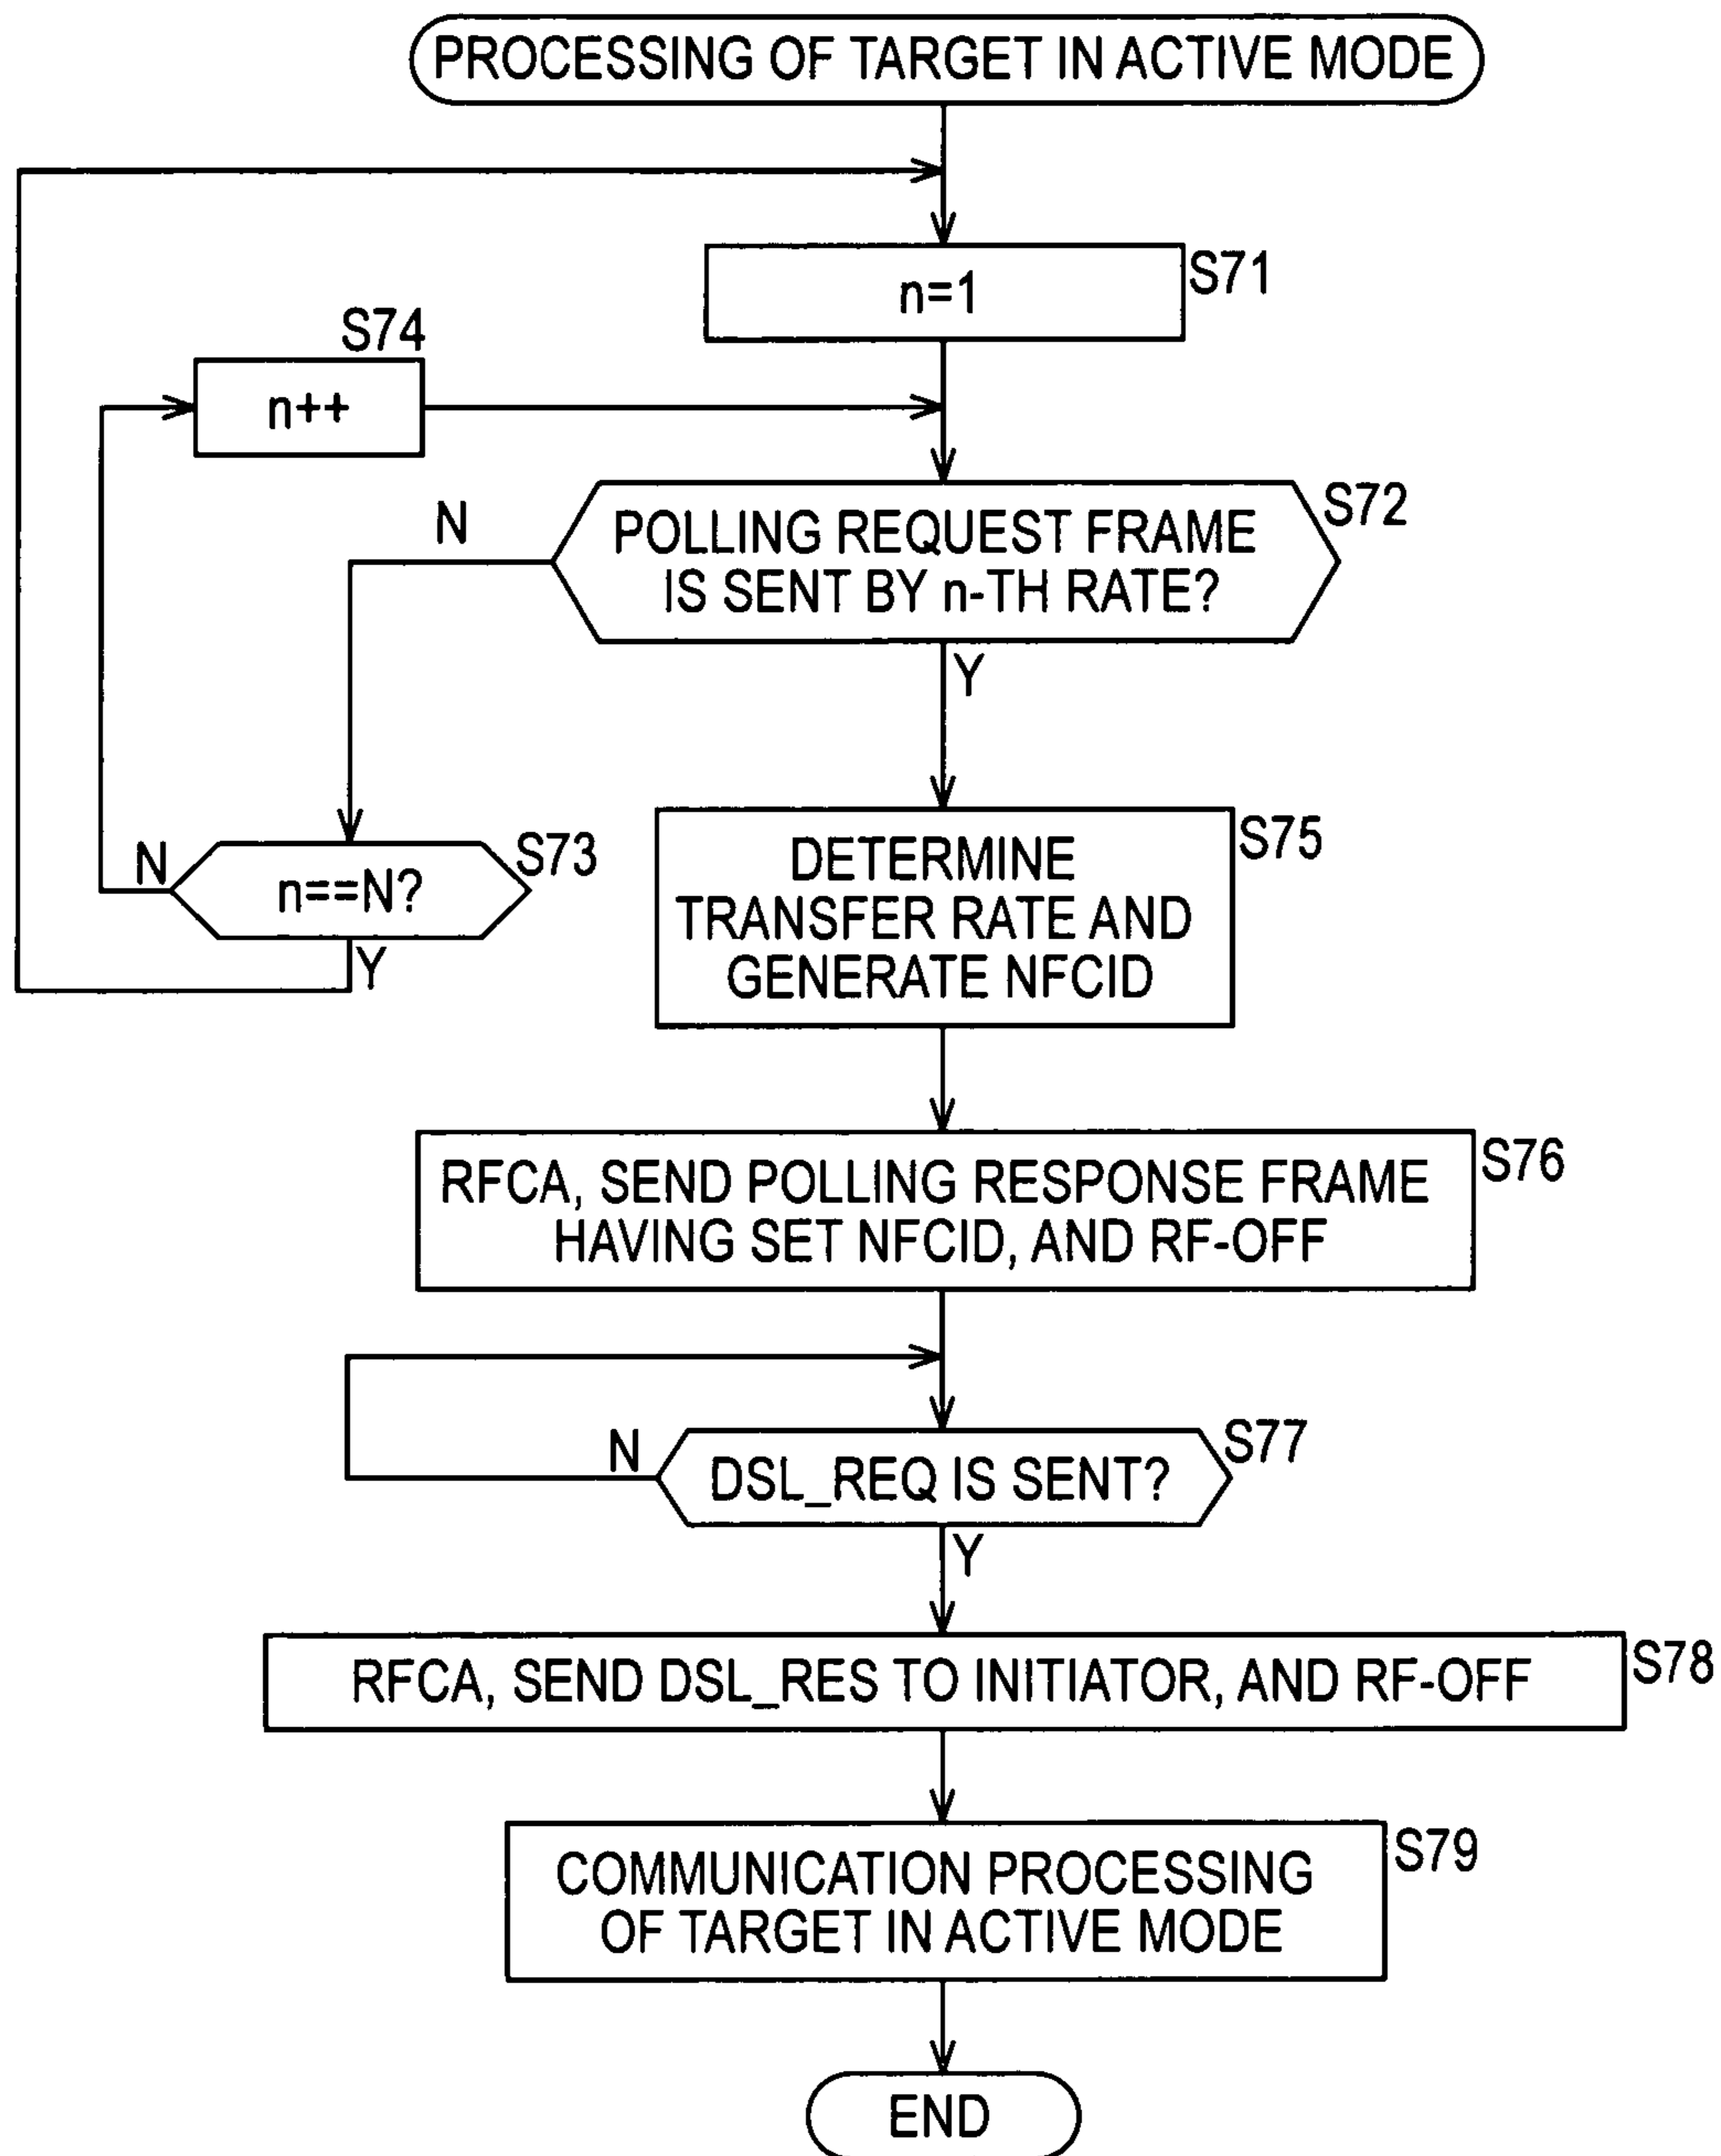 PROCESSING OF TARGET IN ACTIVE MODE
S71
n=1
S74
n++
S72
N
POLLING REQUEST FRAME
IS SENT BY n-TH RATE?
Y
S73
N
n==N?
Y
S75
DETERMINE
TRANSFER RATE AND
GENERATE NFCID
S76
RFCA, SEND POLLING RESPONSE FRAME
HAVING SET NFCID, AND RF-OFF
S77
N
DSL_REQ IS SENT?
Y
S78
RFCA, SEND DSL_RES TO INITIATOR, AND RF-OFF
S79
COMMUNICATION PROCESSING
OF TARGET IN ACTIVE MODE
END